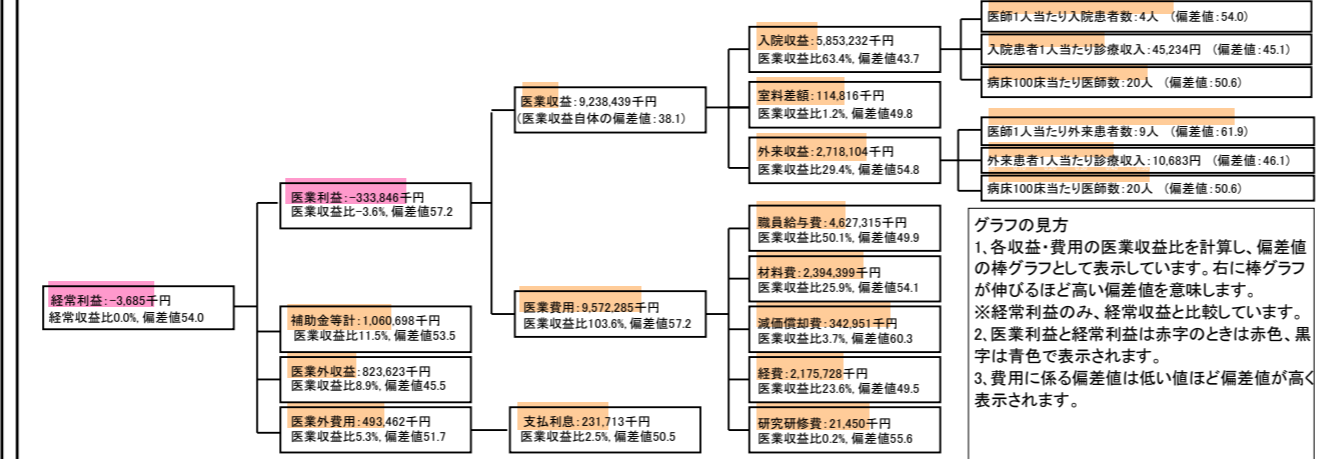 経常利益:-3,685千円
経常収益比0.0%, 偏差値54.0
医業利益:-333,846千円
医業収益比-3.6%, 偏差値57.2
補助金等計:1,060,698千円
医業収益比11.5%, 偏差値53.5
医業外収益:823,623千円
医業収益比8.9%, 偏差値45.5
医業外費用:493,462千円
医業収益比5.3%, 偏差値51.7
医業収益:9,238,439千円
(医業収益自体の偏差値:38.1)
医業費用:9,572,285千円
医業収益比103.6%, 偏差値57.2
支払利息:231,713千円
医業収益比2.5%, 偏差値50.5
入院収益:5,853,232千円
医業収益比63.4%, 偏差値43.7
室料差額:114,816千円
医業収益比1.2%, 偏差値49.8
外来収益:2,718,104千円
医業収益比29.4%, 偏差値54.8
職員給与費:4,627,315千円
医業収益比50.1%, 偏差値49.9
材料費:2,394,399千円
医業収益比25.9%, 偏差値54.1
減価償却費:342,951千円
医業収益比3.7%, 偏差値60.3
経費:2,175,728千円
医業収益比23.6%, 偏差値49.5
研究研修費:21,450千円
医業収益比0.2%, 偏差値55.6
医師1人当たり入院患者数:4人 (偏差値:54.0)
入院患者1人当たり診療収入:45,234円 (偏差値:45.1)
病床100床当たり医師数:20人 (偏差値:50.6)
医師1人当たり外来患者数:9人 (偏差値:61.9)
外来患者1人当たり診療収入:10,683円 (偏差値:46.1)
病床100床当たり医師数:20人 (偏差値:50.6)
グラフの見方
1、各収益・費用の医業収益比を計算し、偏差値
の棒グラフとして表示しています。右に棒グラフ
が伸びるほど高い偏差値を意味します。
※経常利益のみ、経常収益と比較しています。
2、医業利益と経常利益は赤字のときは赤色、黒
字は青色で表示されます。
3、費用に係る偏差値は低い値ほど偏差値が高く
表示されます。